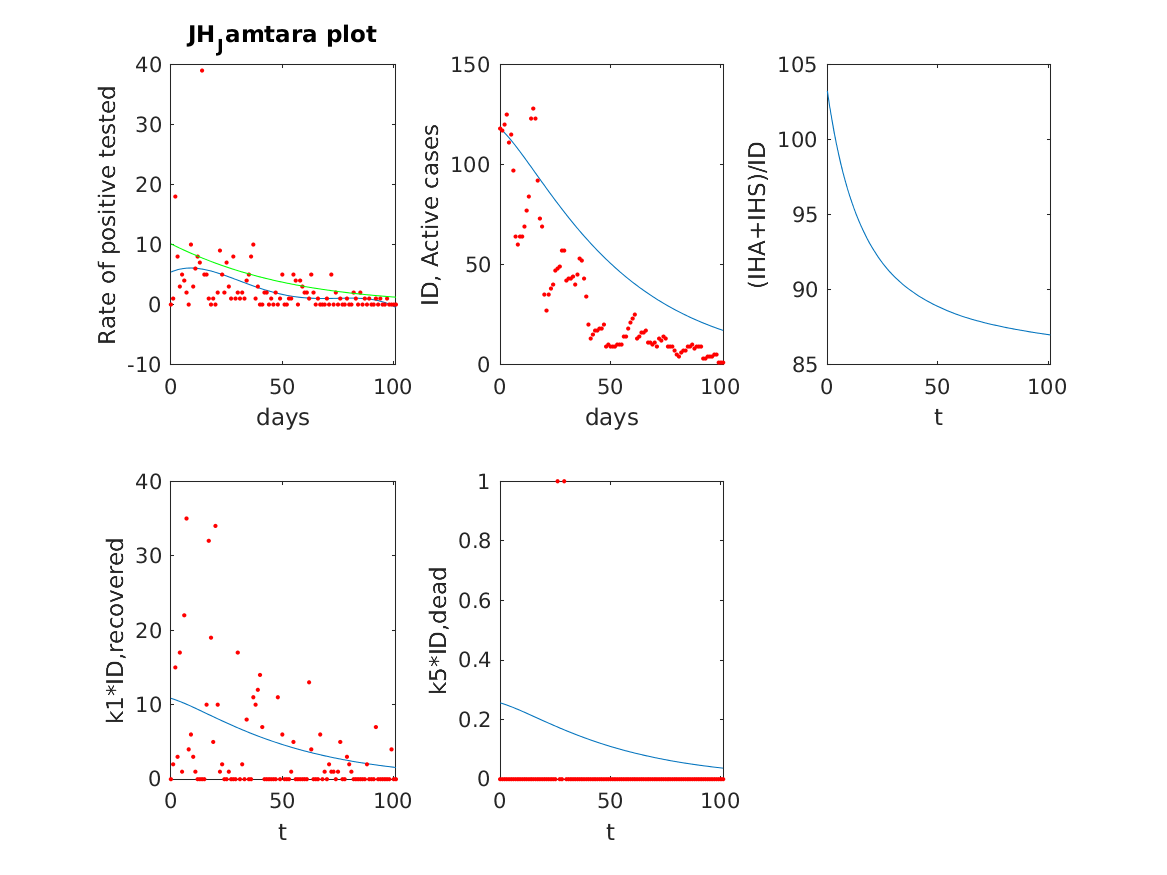 JH_Jamtara plot
40
30
20
10
0
-10
Rate of positive tested
0 50 100
days
150
100
50
0
ID, Active cases
0 50 100
days
105
100
95
90
85
(IHA+IHS)/ID
0 50 100
t
40
30
20
10
0
k1*ID,recovered
0 50 100
t
1
0.8
0.6
0.4
0.2
0
k5*ID,dead
0 50 100
t